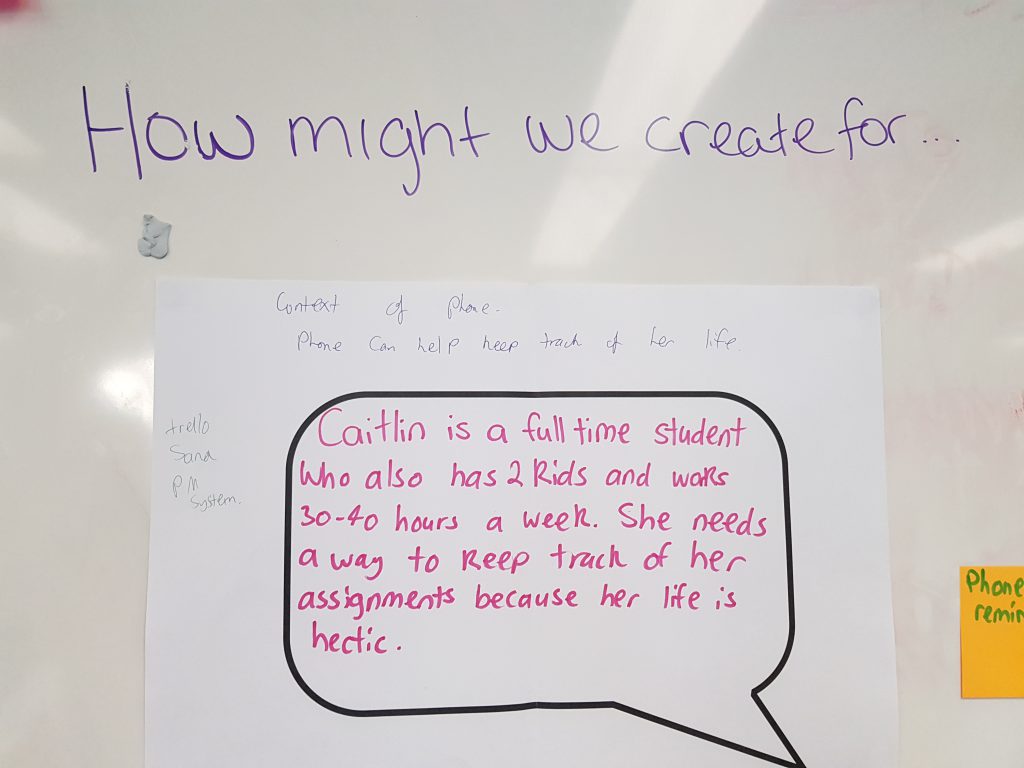 How might we create for...
Context of Phone.
Phone Can help keep track of her life.
trello
Sana
PM
System.
Caitlin is a full time student
who also has 2 kids and works
30-40 hours a week. She needs
a way to keep track of her
assignments because her life is
hectic.
Phone
remin